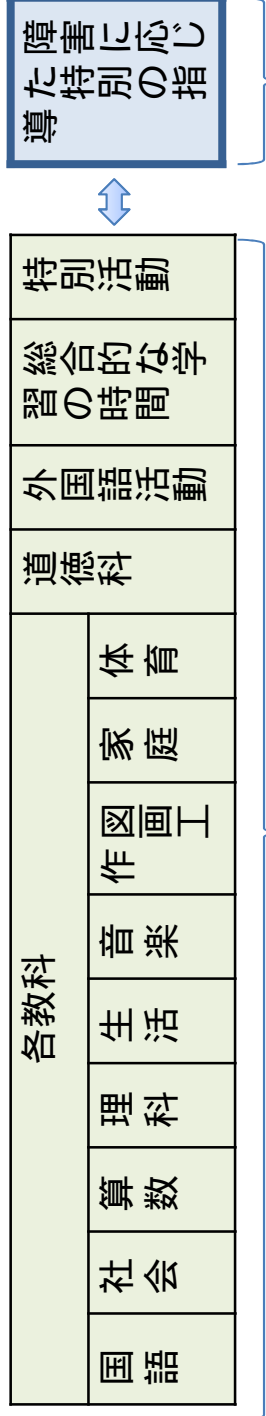 各教科
国語
社会
算数
理科
生活
音楽
図画工
作
家庭
体育
道徳科
外国語活動
総合的な学
習の時間
特別活動
障害に応じ
た特別の指
導